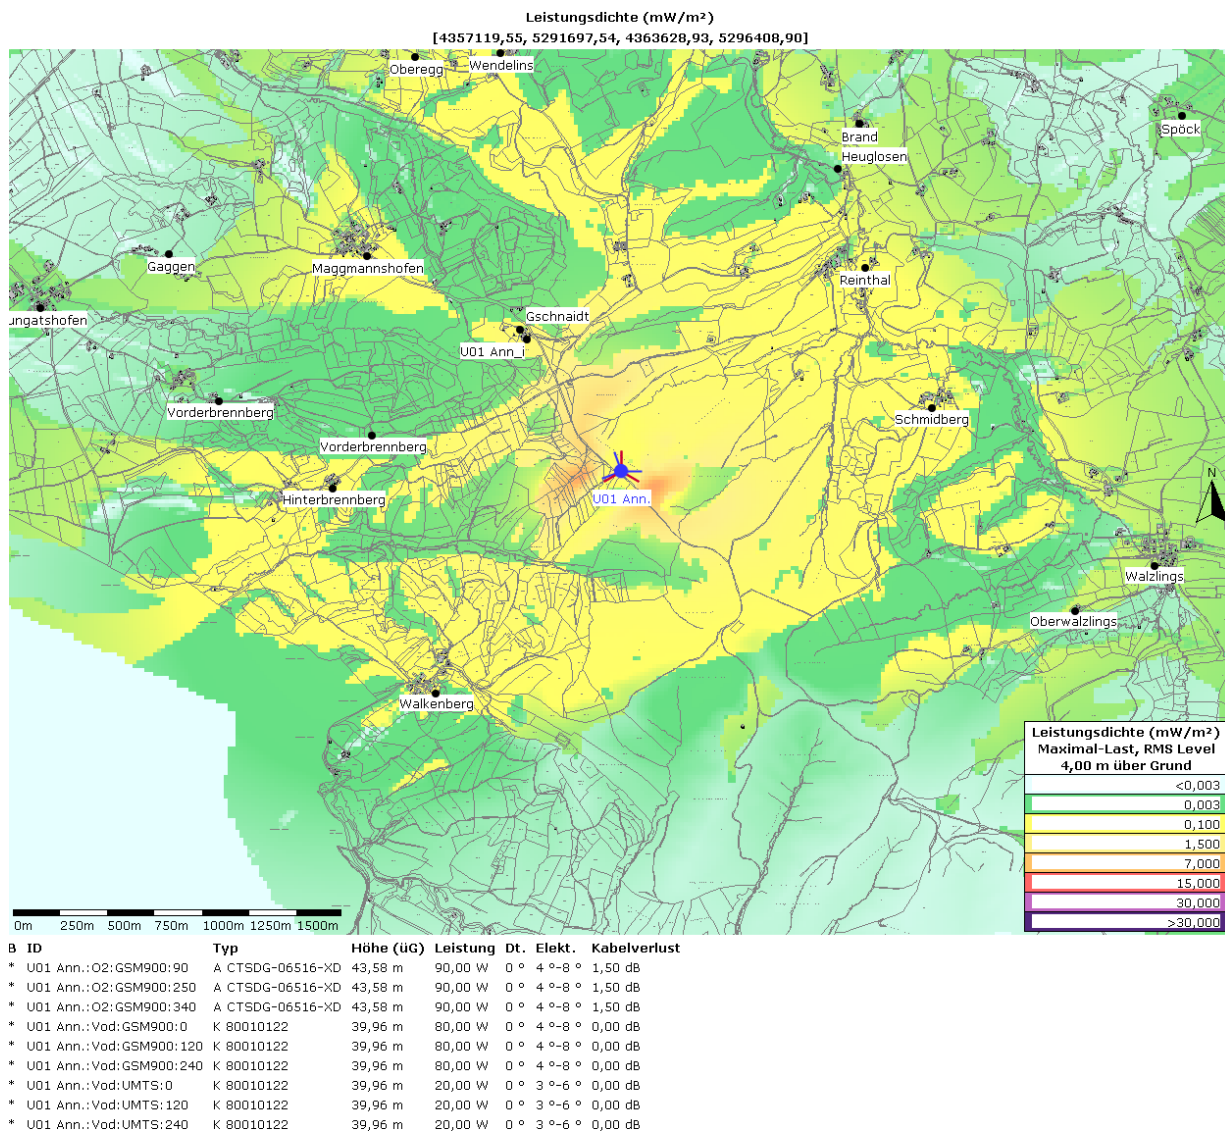 Leistungsdichte (mW/m²)
[4357119,55, 5291697,54, 4363628,93, 5296408,90]
Oberegg
Wendelins
Brand
Spöck
Heuglosen
Gaggen
Maggmannshofen
Reinthal
ungatshofen
Gschnaidt
U01 Ann_i
Vorderbrennberg
Schmidberg
Vorderbrennberg
Hinterbrennberg
U01 Ann.
N
Walzlings
Oberwalzlings
Walkenberg
Leistungsdichte (mW/m²)
Maximal-Last, RMS Level
4,00 m über Grund
<0,003
0,003
0,100
1,500
7,000
15,000
30,000
>30,000
0m 250m 500m 750m 1000m 1250m 1500m
B ID Typ Höhe (üG) Leistung Dt. Elekt. Kabelverlust
* U01 Ann.:O2:GSM900:90 A CTSDG-06516-XD 43,58 m 90,00 W 0 ° 4 °-8 ° 1,50 dB
* U01 Ann.:O2:GSM900:250 A CTSDG-06516-XD 43,58 m 90,00 W 0 ° 4 °-8 ° 1,50 dB
* U01 Ann.:O2:GSM900:340 A CTSDG-06516-XD 43,58 m 90,00 W 0 ° 4 °-8 ° 1,50 dB
* U01 Ann.:Vod:GSM900:0 K 80010122 39,96 m 80,00 W 0 ° 4 °-8 ° 0,00 dB
* U01 Ann.:Vod:GSM900:120 K 80010122 39,96 m 80,00 W 0 ° 4 °-8 ° 0,00 dB
* U01 Ann.:Vod:GSM900:240 K 80010122 39,96 m 80,00 W 0 ° 4 °-8 ° 0,00 dB
* U01 Ann.:Vod:UMTS:0 K 80010122 39,96 m 20,00 W 0 ° 3 °-6 ° 0,00 dB
* U01 Ann.:Vod:UMTS:120 K 80010122 39,96 m 20,00 W 0 ° 3 °-6 ° 0,00 dB
* U01 Ann.:Vod:UMTS:240 K 80010122 39,96 m 20,00 W 0 ° 3 °-6 ° 0,00 dB